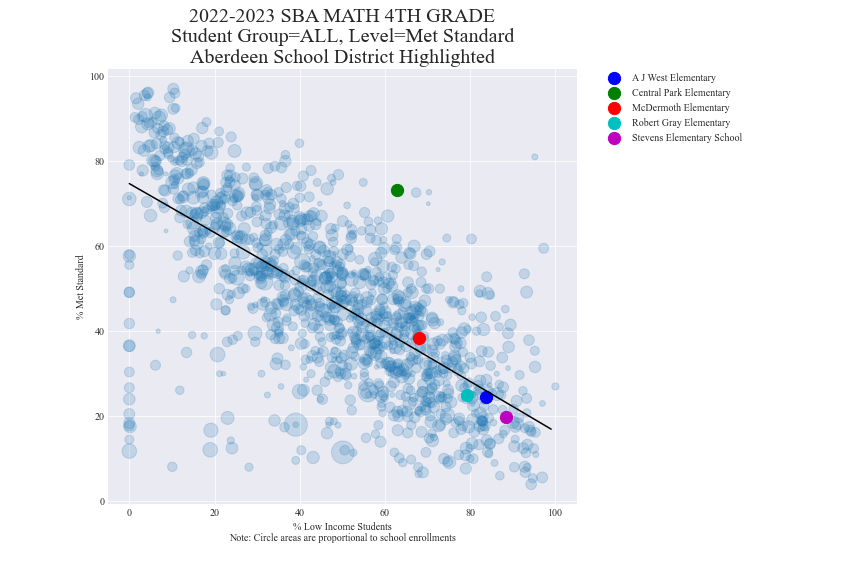 2022-2023 SBA MATH 4TH GRADE
Student Group=ALL, Level=Met Standard
Aberdeen School District Highlighted
A J West Elementary
Central Park Elementary
McDermoth Elementary
Robert Gray Elementary
Stevens Elementary School
% Met Standard
100
80
60
40
20
0
0 20 40 60 80 100
% Low Income Students
Note: Circle areas are proportional to school enrollments